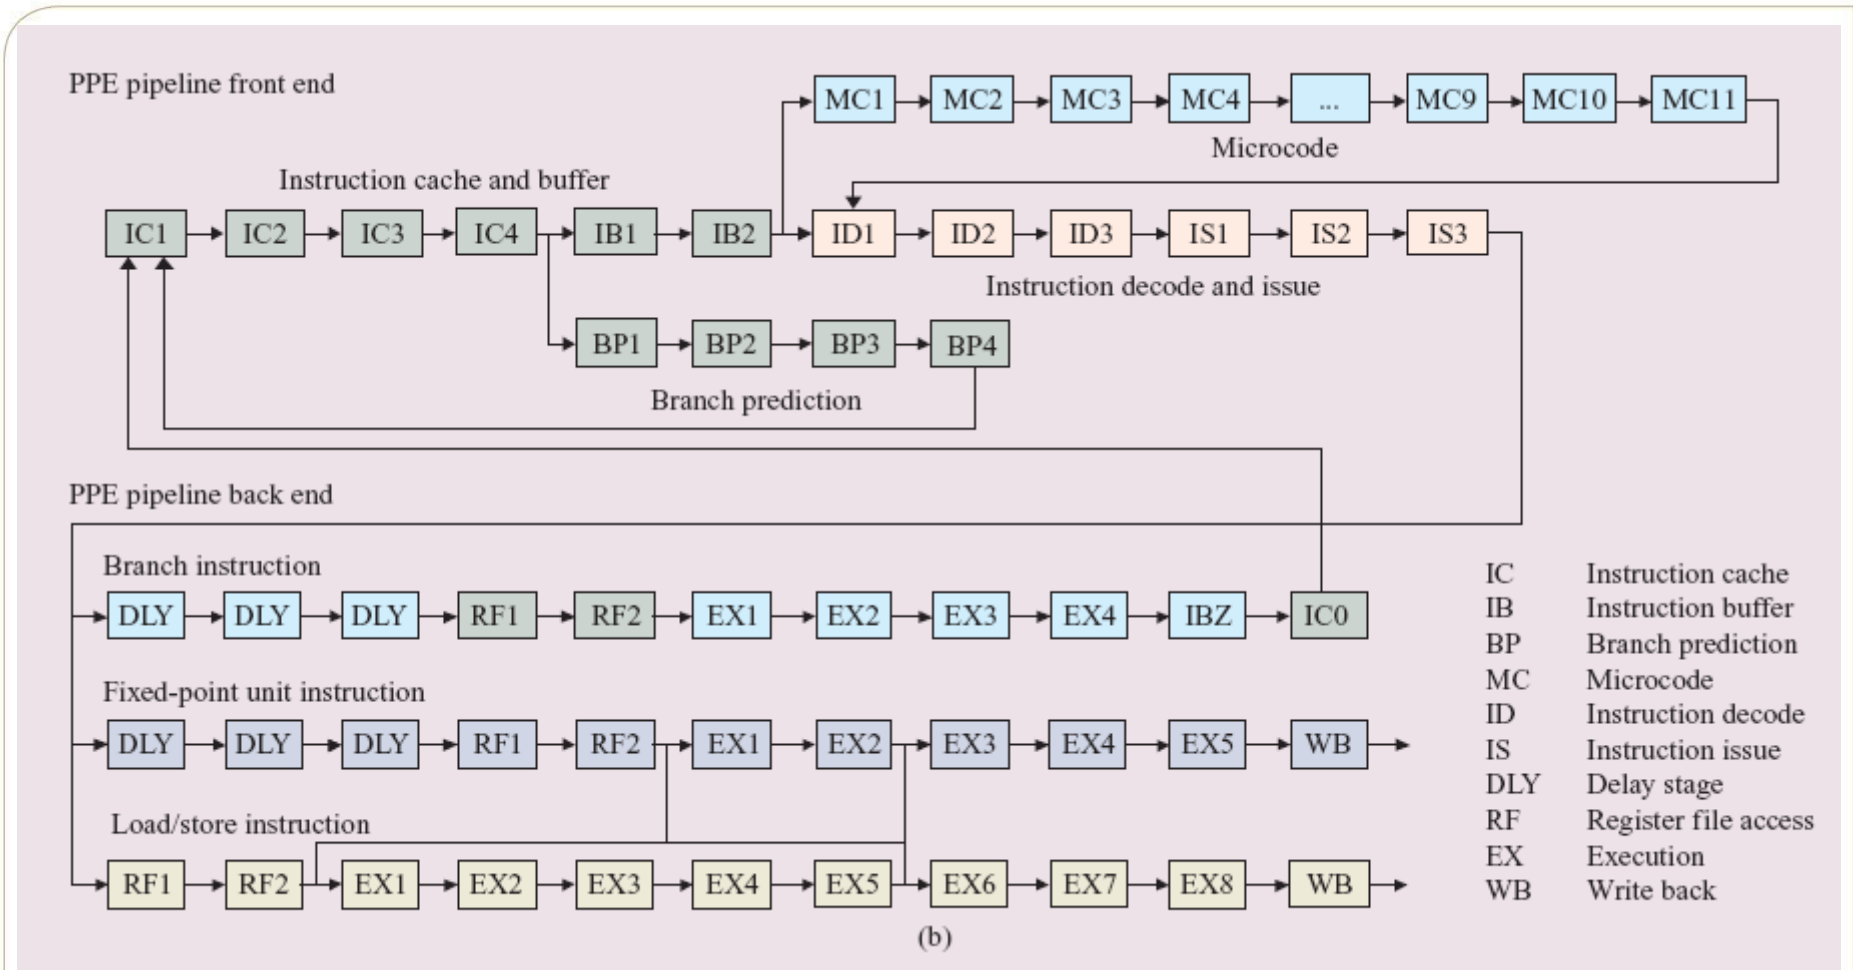 PPE pipeline front end
MC1 MC2 MC3 MC4 ... MC9 MC10 MC11
Microcode
Instruction cache and buffer
IC1 IC2 IC3 IC4 IB1 IB2 ID1 ID2 ID3 IS1 IS2 IS3
Instruction decode and issue
BP1 BP2 BP3 BP4
Branch prediction
PPE pipeline back end
Branch instruction
DLY DLY DLY RF1 RF2 EX1 EX2 EX3 EX4 IBZ IC0
Fixed-point unit instruction
DLY DLY DLY RF1 RF2 EX1 EX2 EX3 EX4 EX5 WB
Load/store instruction
RF1 RF2 EX1 EX2 EX3 EX4 EX5 EX6 EX7 EX8 WB
IC Instruction cache
IB Instruction buffer
BP Branch prediction
MC Microcode
ID Instruction decode
IS Instruction issue
DLY Delay stage
RF Register file access
EX Execution
WB Write back
(b)